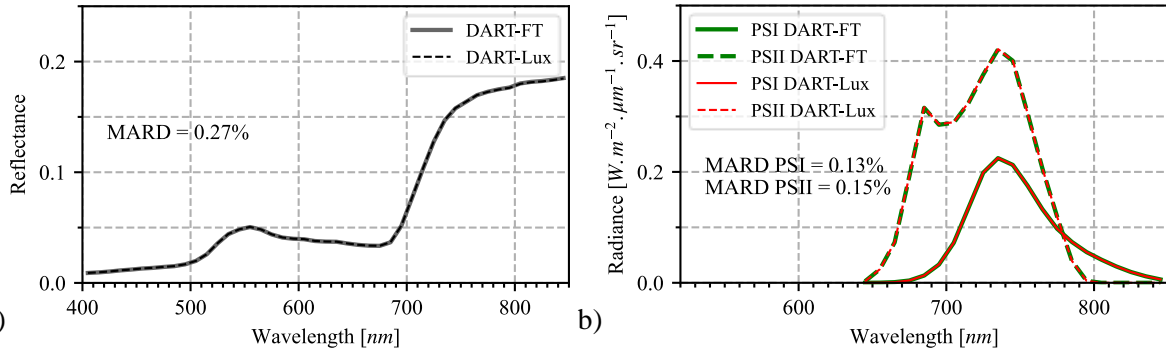 DART-FT
DART-Lux
MARD = 0.27%
Reflectance
0.2
0.1
0.0
400 500 600 700 800
Wavelength [nm]
)
PSI DART-FT
PSII DART-FT
PSI DART-Lux
PSII DART-Lux
MARD PSI = 0.13%
MARD PSII = 0.15%
Radiance [W.m⁻².μm⁻¹.sr⁻¹]
0.4
0.2
0.0
600 700 800
Wavelength [nm]
b)